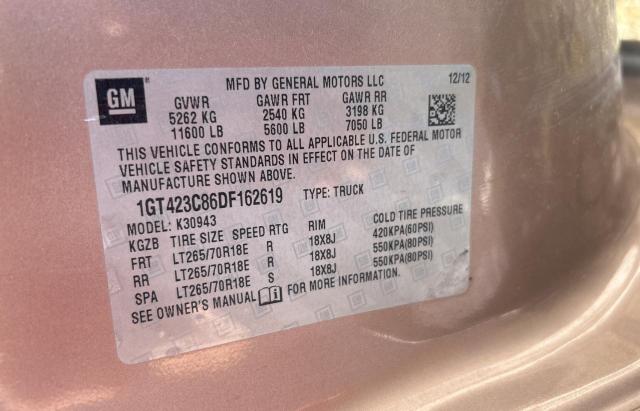 GM
MFD BY GENERAL MOTORS LLC 12/12
GVWR GAWR FRT GAWR RR
5262 KG 2540 KG 3198 KG
11600 LB 5600 LB 7050 LB
THIS VEHICLE CONFORMS TO ALL APPLICABLE U.S. FEDERAL MOTOR
VEHICLE SAFETY STANDARDS IN EFFECT ON THE DATE OF
MANUFACTURE SHOWN ABOVE.
1GT423C86DF162619 TYPE: TRUCK
MODEL: K30943
KGZB TIRE SIZE SPEED RTG RIM COLD TIRE PRESSURE
FRT LT265/70R18E R 18X8J 420KPA(60PSI)
RR LT265/70R18E R 18X8J 550KPA(80PSI)
SPA LT265/70R18E S 18X8J 550KPA(80PSI)
SEE OWNER'S MANUAL FOR MORE INFORMATION.